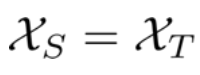 𝒳_S = 𝒳_T